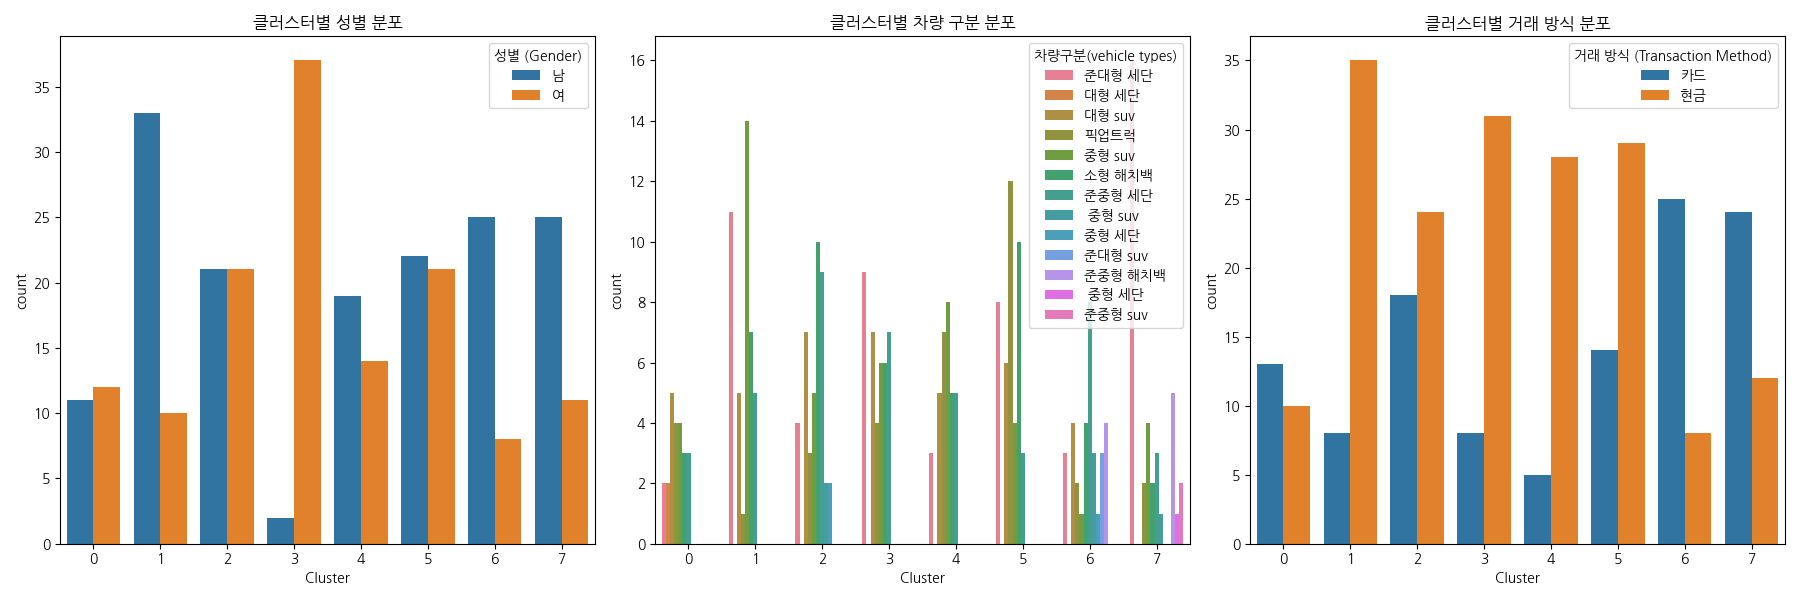 클러스터별 성별 분포
count
35
30
25
20
15
10
5
0
성별 (Gender)
남
여
0 1 2 3 4 5 6 7
Cluster
클러스터별 차량 구분 분포
count
16
14
12
10
8
6
4
2
0
차량구분(vehicle types)
준대형 세단
대형 세단
대형 suv
픽업트럭
중형 suv
소형 해치백
준중형 세단
중형 suv
중형 세단
준대형 suv
준중형 해치백
중형 세단
준중형 suv
0 1 2 3 4 5 6 7
Cluster
클러스터별 거래 방식 분포
count
35
30
25
20
15
10
5
0
거래 방식 (Transaction Method)
카드
현금
0 1 2 3 4 5 6 7
Cluster